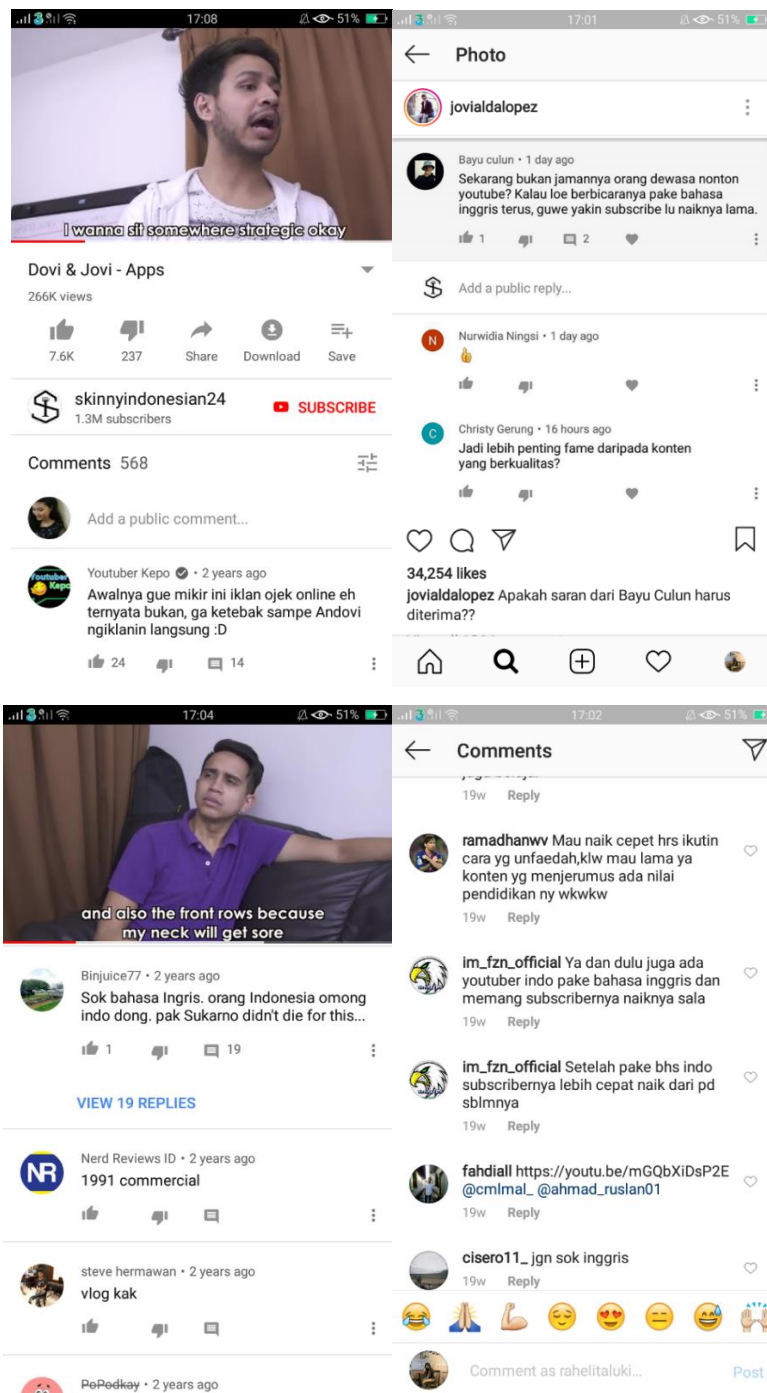 17:08
51%
I wanna sit somewhere strategic okay
Dovi & Jovi - Apps
266K views
7.6K
237
Share
Download
Save
skinnyindonesian24
1.3M subscribers
SUBSCRIBE
Comments 568
Add a public comment...
Youtuber Kepo
Youtuber Kepo • 2 years ago
Awalnya gue mikir ini iklan ojek online eh
ternyata bukan, ga ketebak sampe Andovi
ngiklanin langsung :D
24
14
17:01
51%
Photo
jovialdalopez
Bayu culun • 1 day ago
Sekarang bukan jamannya orang dewasa nonton
youtube? Kalau loe berbicaranya pake bahasa
inggris terus, guwe yakin subscribe lu naiknya lama.
1
2
Add a public reply...
N
Nurwidia Ningsi • 1 day ago
C
Christy Gerung • 16 hours ago
Jadi lebih penting fame daripada konten
yang berkualitas?
34,254 likes
jovialdalopez Apakah saran dari Bayu Culun harus
diterima??
17:04
51%
and also the front rows because
my neck will get sore
Binjuice77 • 2 years ago
Sok bahasa Ingris. orang Indonesia omong
indo dong. pak Sukarno didn't die for this...
1
19
VIEW 19 REPLIES
NR
Nerd Reviews ID • 2 years ago
1991 commercial
steve hermawan • 2 years ago
vlog kak
PoPodkay • 2 years ago
17:02
51%
Comments
19w Reply
ramadhanwv Mau naik cepet hrs ikutin
cara yg unfaedah,klw mau lama ya
konten yg menjerumus ada nilai
pendidikan ny wkwkw
19w Reply
im_fzn_official Ya dan dulu juga ada
youtuber indo pake bahasa inggris dan
memang subscribernya naiknya sala
19w Reply
im_fzn_official Setelah pake bhs indo
subscribernya lebih cepat naik dari pd
sblmnya
19w Reply
fahdiall https://youtu.be/mGQbXiDsP2E
@cmlmal_ @ahmad_ruslan01
19w Reply
cisero11_ jgn sok inggris
19w Reply
Comment as rahelitaluki...
Post